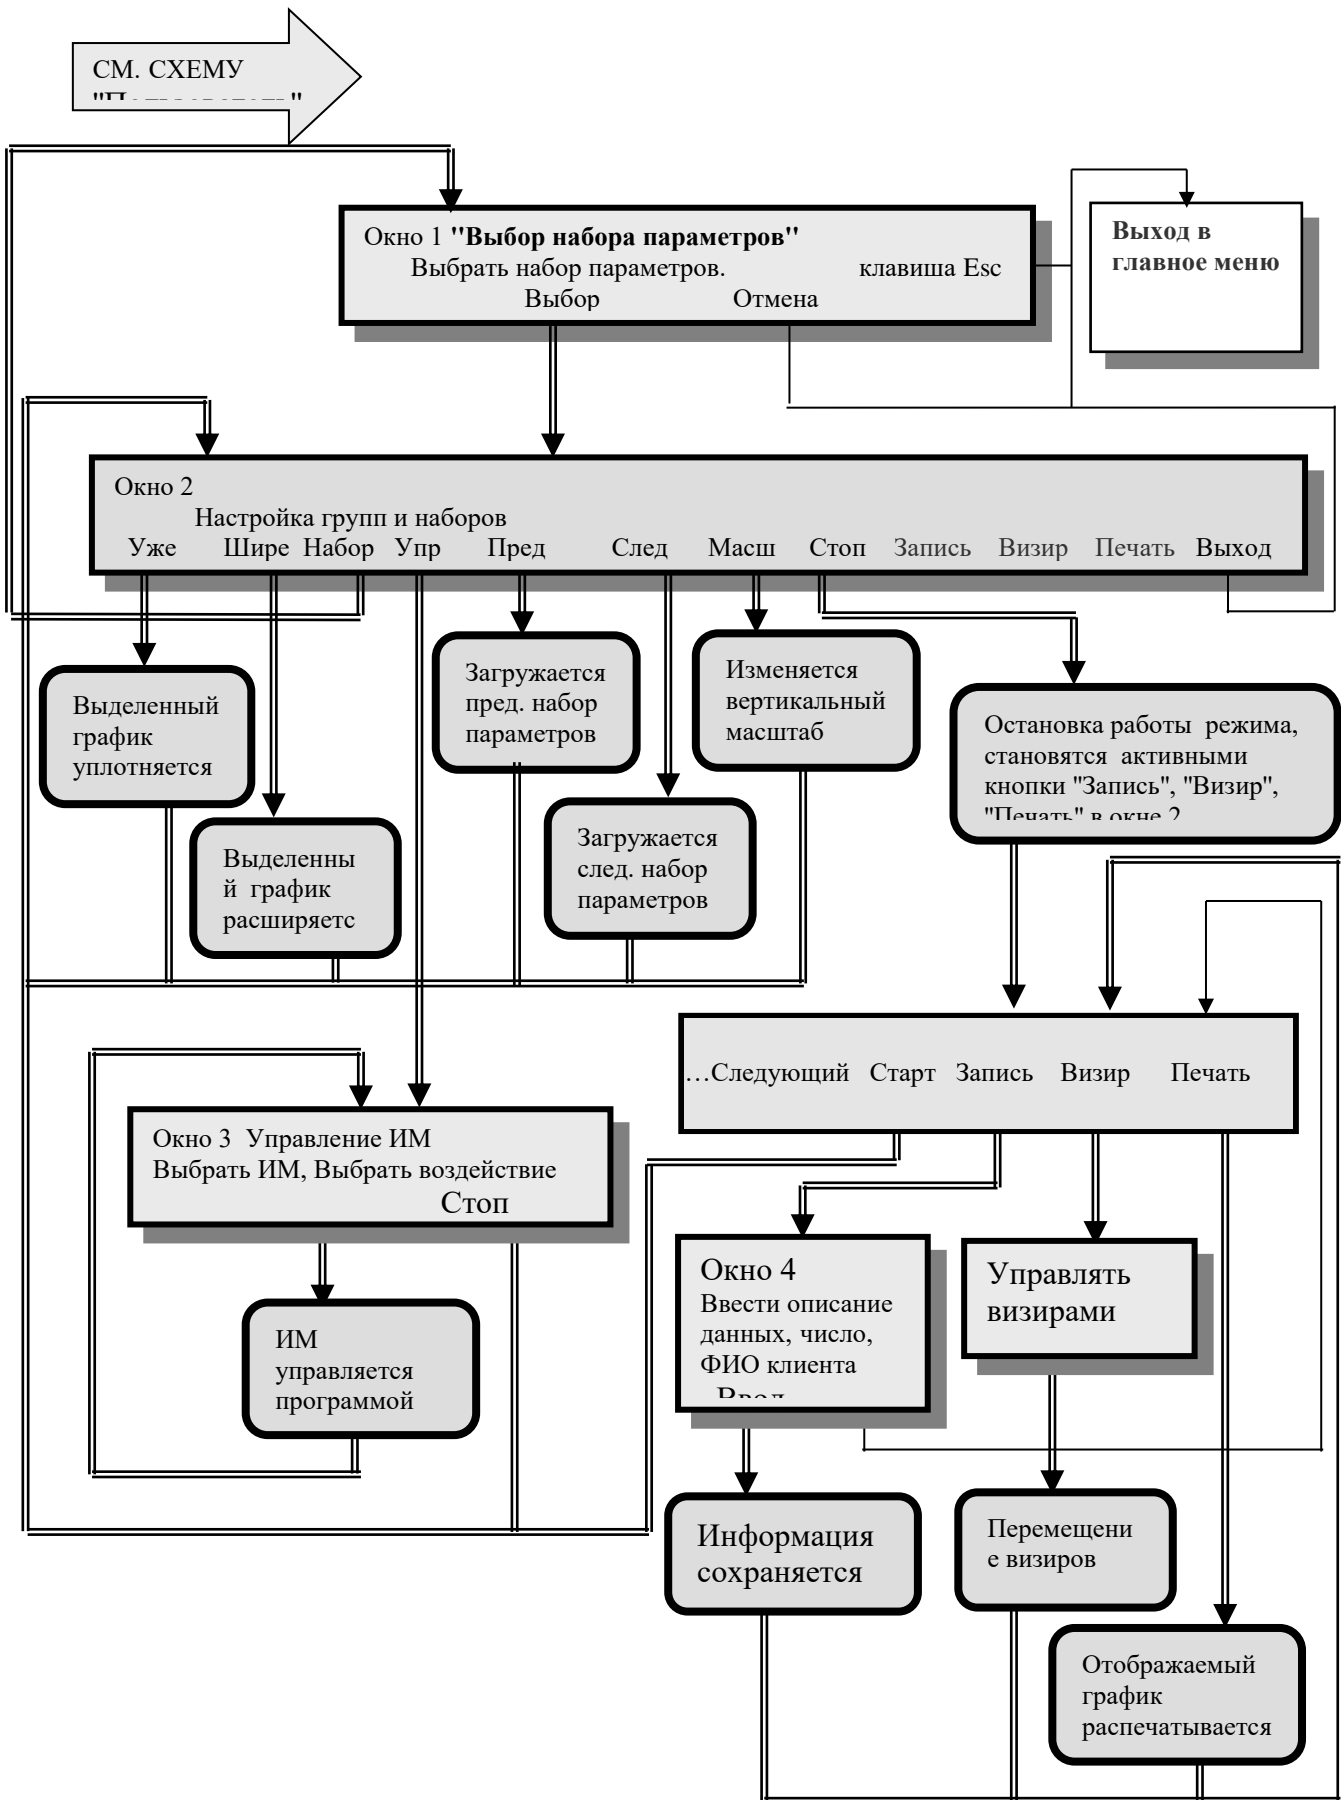 СМ. СХЕМУ
Окно 1 "Выбор набора параметров"
Выбрать набор параметров. клавиша Esc
Выбор Отмена
Выход в
главное меню
Окно 2
Настройка групп и наборов
Уже Шире Набор Упр Пред След Масш Стоп Запись Визир Печать Выход
Загружается
пред. набор
параметров
Изменяется
вертикальный
масштаб
Выделенный
график
уплотняется
Остановка работы режима,
становятся активными
кнопки "Запись", "Визир",
"Печать" в окне 2
Выделенны
й график
расширяетс
Загружается
след. набор
параметров
...Следующий Старт Запись Визир Печать
Окно 3 Управление ИМ
Выбрать ИМ, Выбрать воздействие
Стоп
Окно 4
Ввести описание
данных, число,
ФИО клиента
Ввод
Управлять
визирами
ИМ
управляется
программой
Информация
сохраняется
Перемещени
е визиров
Отображаемый
график
распечатывается